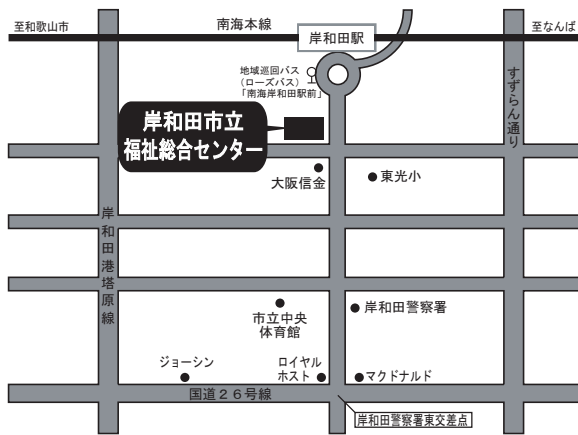 至和歌山市
南海本線
岸和田駅
至なんば
地域巡回バス
(ローズバス)
「南海岸和田駅前」
すずらん通り
岸和田市立
福祉総合センター
大阪信金
東光小
岸和田港塔原線
市立中央
体育館
岸和田警察署
ジョーシン
ロイヤル
ホスト
マクドナルド
国道26号線
岸和田警察署東交差点